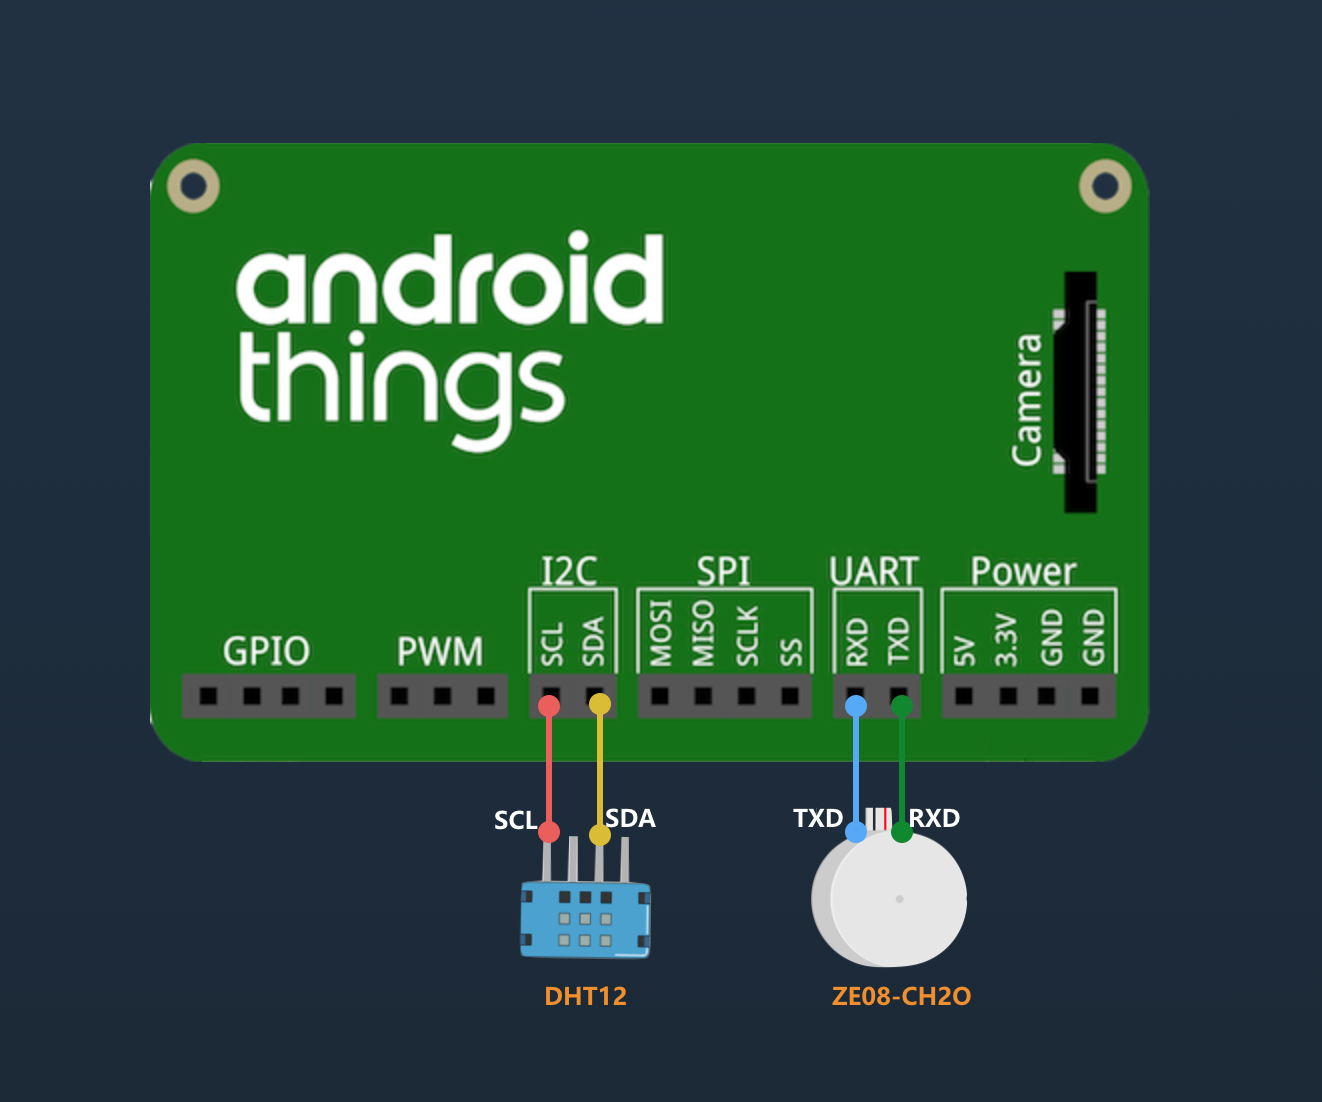 android
things
Camera
I2C
SPI
UART
Power
SCL
SDA
MOSI
MISO
SCLK
SS
RXD
TXD
5V
3.3V
GND
GND
GPIO
PWM
SCL
SDA
TXD
RXD
DHT12
ZE08-CH2O